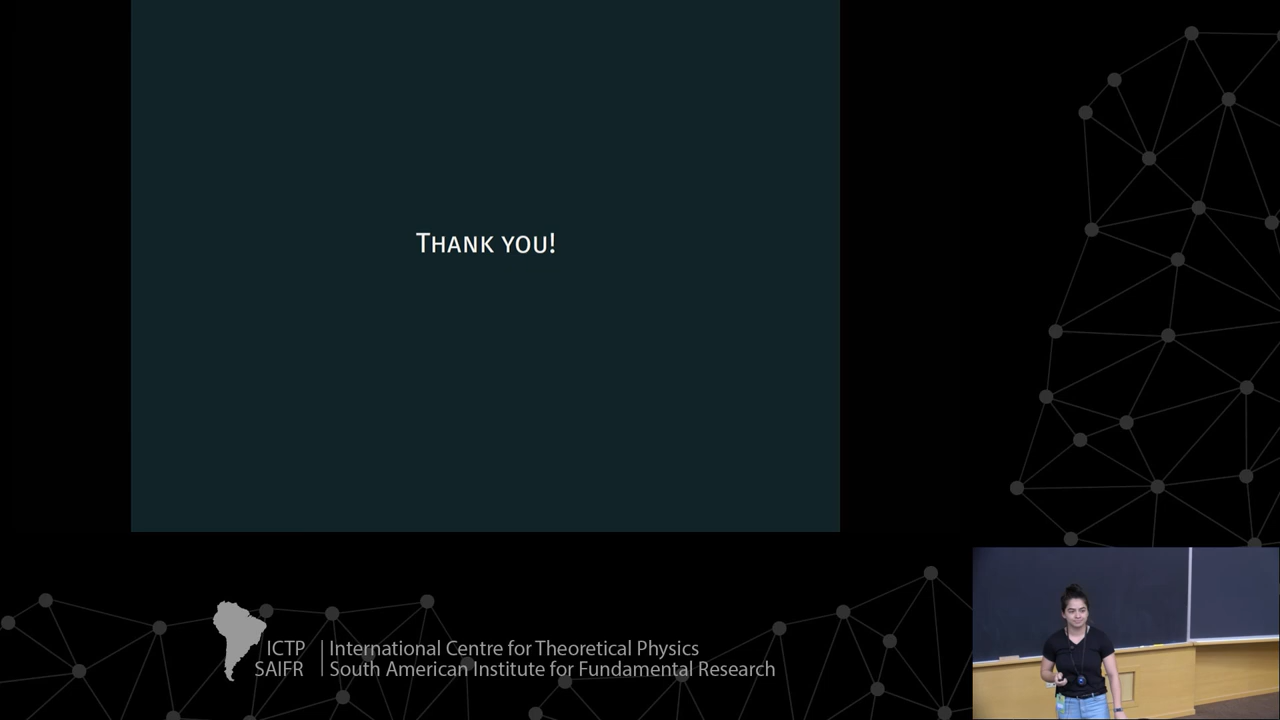 Thank you!
ICTP
SAIFR
International Centre for Theoretical Physics
South American Institute for Fundamental Research